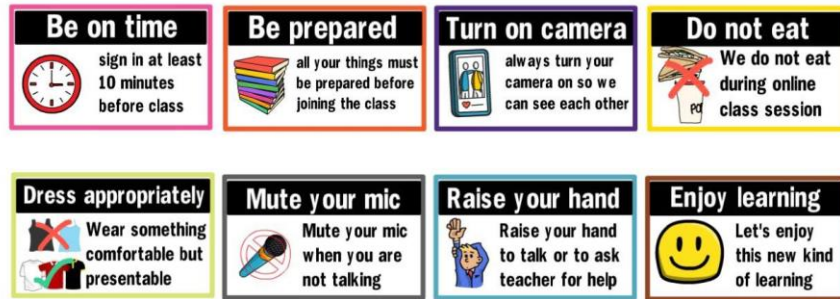 Be on time
sign in at least
10 minutes
before class
Be prepared
all your things must
be prepared before
joining the class
Turn on camera
always turn your
camera on so we
can see each other
Do not eat
We do not eat
during online
class session
Dress appropriately
Wear something
comfortable but
presentable
Mute your mic
Mute your mic
when you are
not talking
Raise your hand
Raise your hand
to talk or to ask
teacher for help
Enjoy learning
Let's enjoy
this new kind
of learning